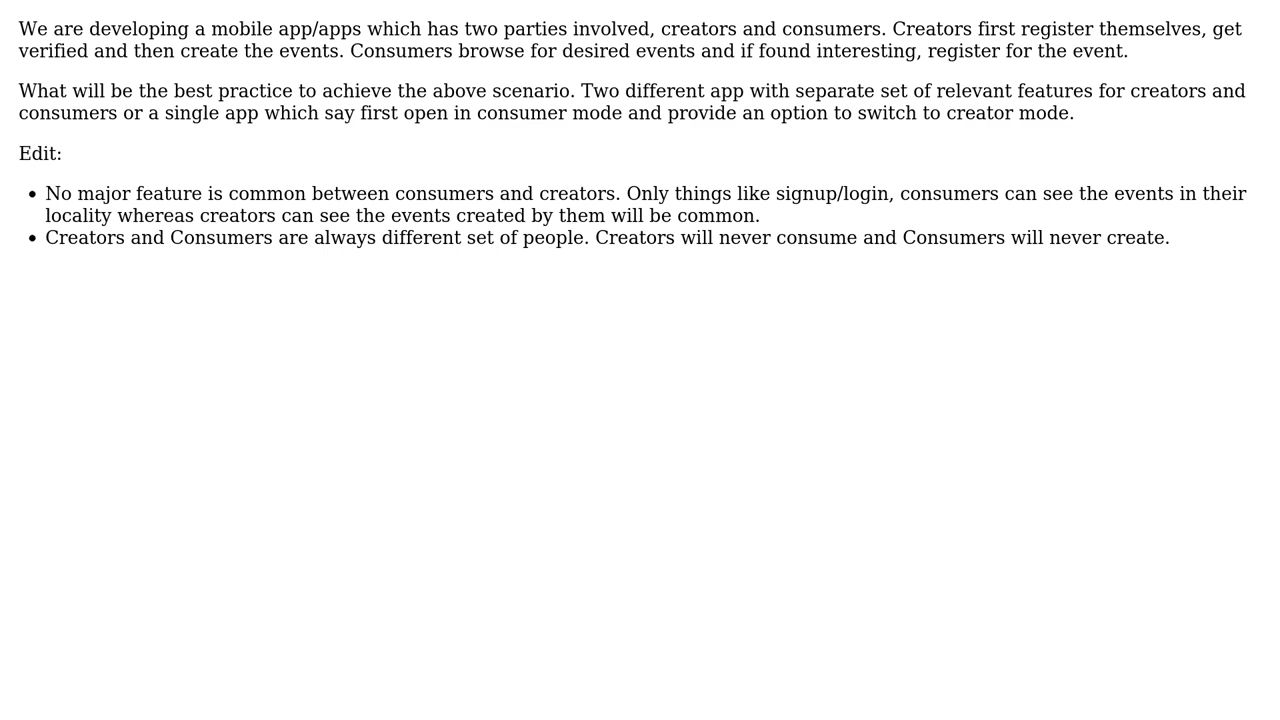 We are developing a mobile app/apps which has two parties involved, creators and consumers. Creators first register themselves, get
verified and then create the events. Consumers browse for desired events and if found interesting, register for the event.
What will be the best practice to achieve the above scenario. Two different app with separate set of relevant features for creators and
consumers or a single app which say first open in consumer mode and provide an option to switch to creator mode.
Edit:
• No major feature is common between consumers and creators. Only things like signup/login, consumers can see the events in their
locality whereas creators can see the events created by them will be common.
• Creators and Consumers are always different set of people. Creators will never consume and Consumers will never create.